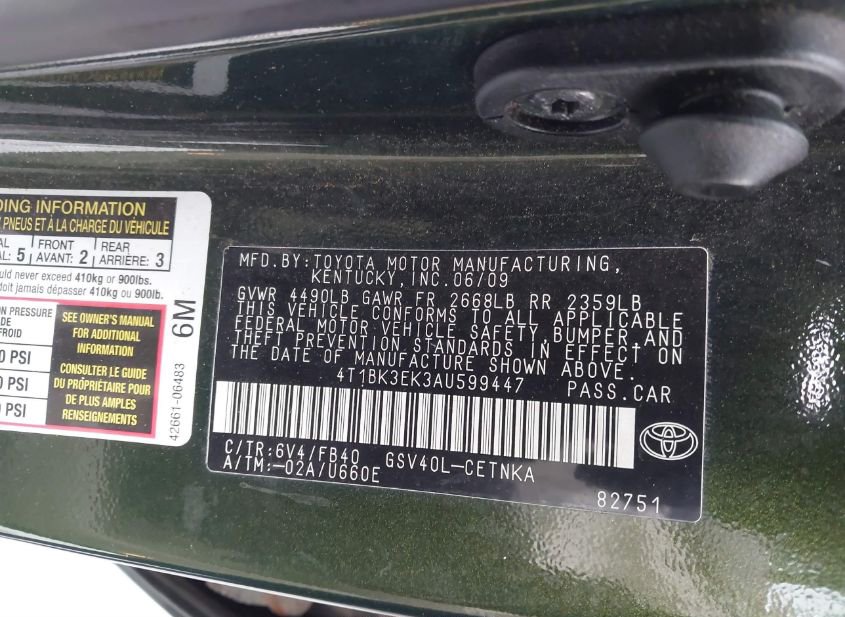 DING INFORMATION
PNEUS ET À LA CHARGE DU VÉHICULE
AL: 5 FRONT AVANT: 2 REAR ARRIÈRE: 3
uld never exceed 410kg or 900lbs.
doit jamais dépasser 410kg ou 900lb.
ON PRESSURE
DE
FROID
0 PSI
0 PSI
0 PSI
SEE OWNER'S MANUAL
FOR ADDITIONAL
INFORMATION
CONSULTER LE GUIDE
DU PROPRIÉTAIRE POUR
DE PLUS AMPLES
RENSEIGNEMENTS
42661-06483 6M
MFD.BY:TOYOTA MOTOR MANUFACTURING,
KENTUCKY,INC.06/09
GVWR 4490LB GAWR FR 2668LB RR 2359LB
THIS VEHICLE CONFORMS TO ALL APPLICABLE
FEDERAL MOTOR VEHICLE SAFETY,BUMPER,AND
THEFT PREVENTION STANDARDS IN EFFECT ON
THE DATE OF MANUFACTURE SHOWN ABOVE.
4T1BK3EK3AU599447 PASS.CAR
C/TR:6V4/FB40 GSV40L-CETNKA
A/TM:-02A/U660E
82751